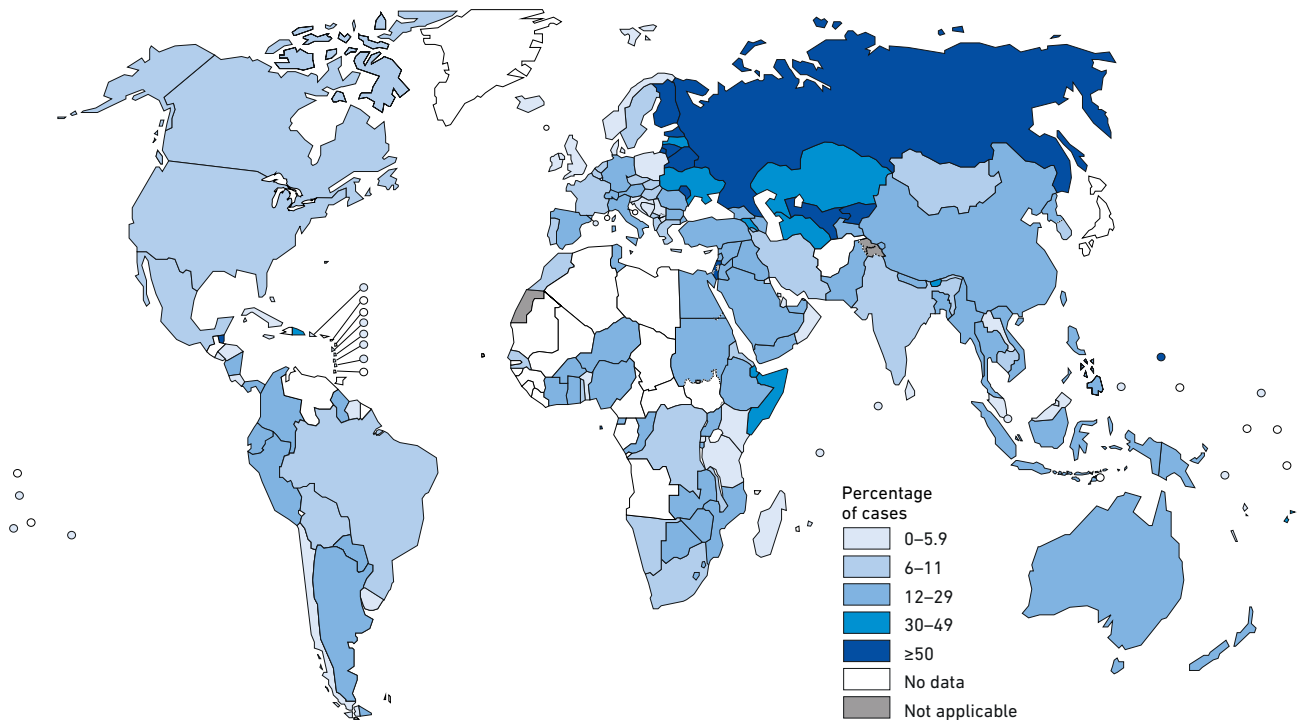 Percentage
of cases
0–5.9
6–11
12–29
30–49
≥50
No data
Not applicable